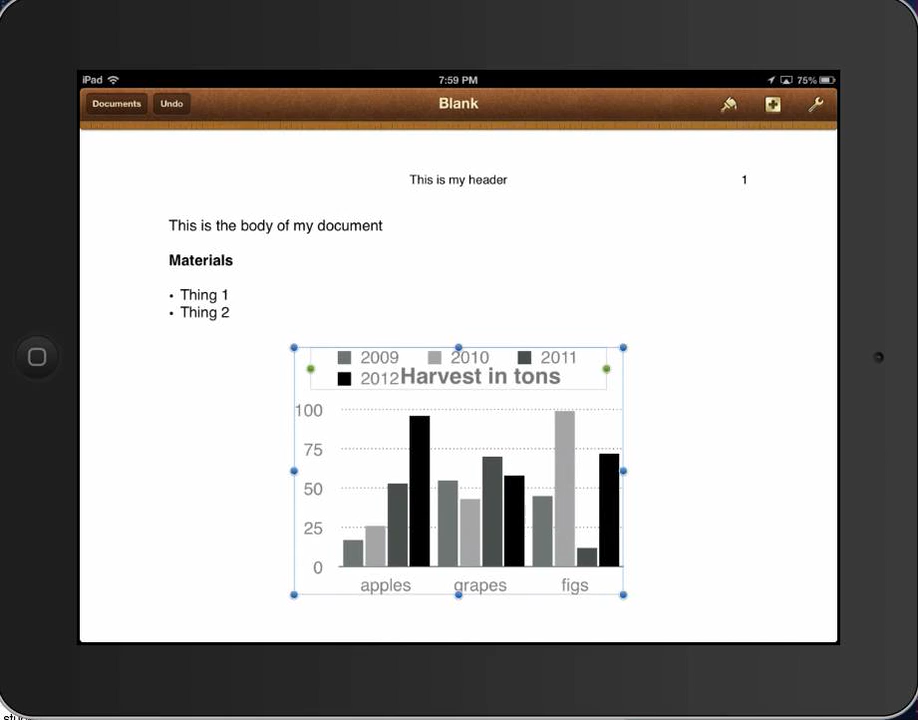 iPad 7:59 PM 75%
Documents Undo Blank
This is my header 1
This is the body of my document
Materials
• Thing 1
• Thing 2
2009 2010 2011
2012 Harvest in tons
100
75
50
25
0
apples grapes figs